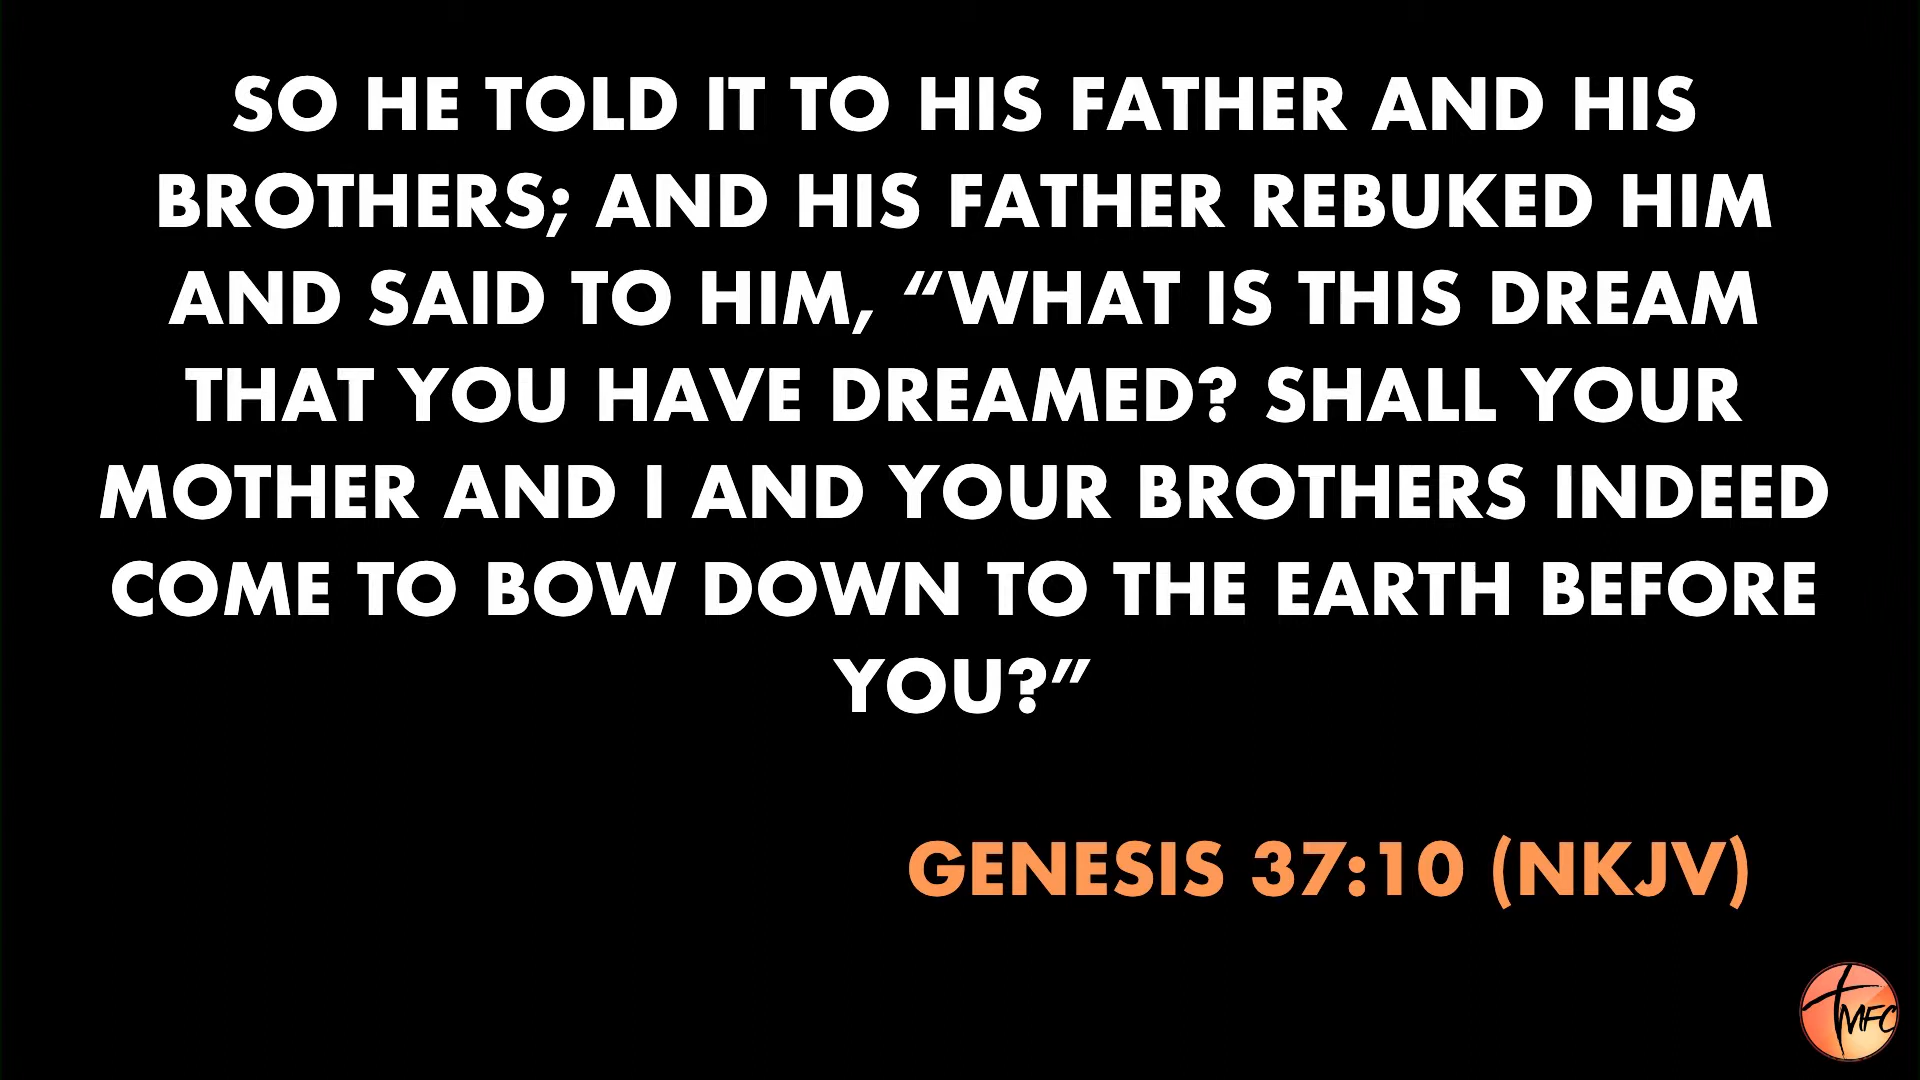 SO HE TOLD IT TO HIS FATHER AND HIS
BROTHERS; AND HIS FATHER REBUKED HIM
AND SAID TO HIM, “WHAT IS THIS DREAM
THAT YOU HAVE DREAMED? SHALL YOUR
MOTHER AND I AND YOUR BROTHERS INDEED
COME TO BOW DOWN TO THE EARTH BEFORE
YOU?”
GENESIS 37:10 (NKJV)
MFC